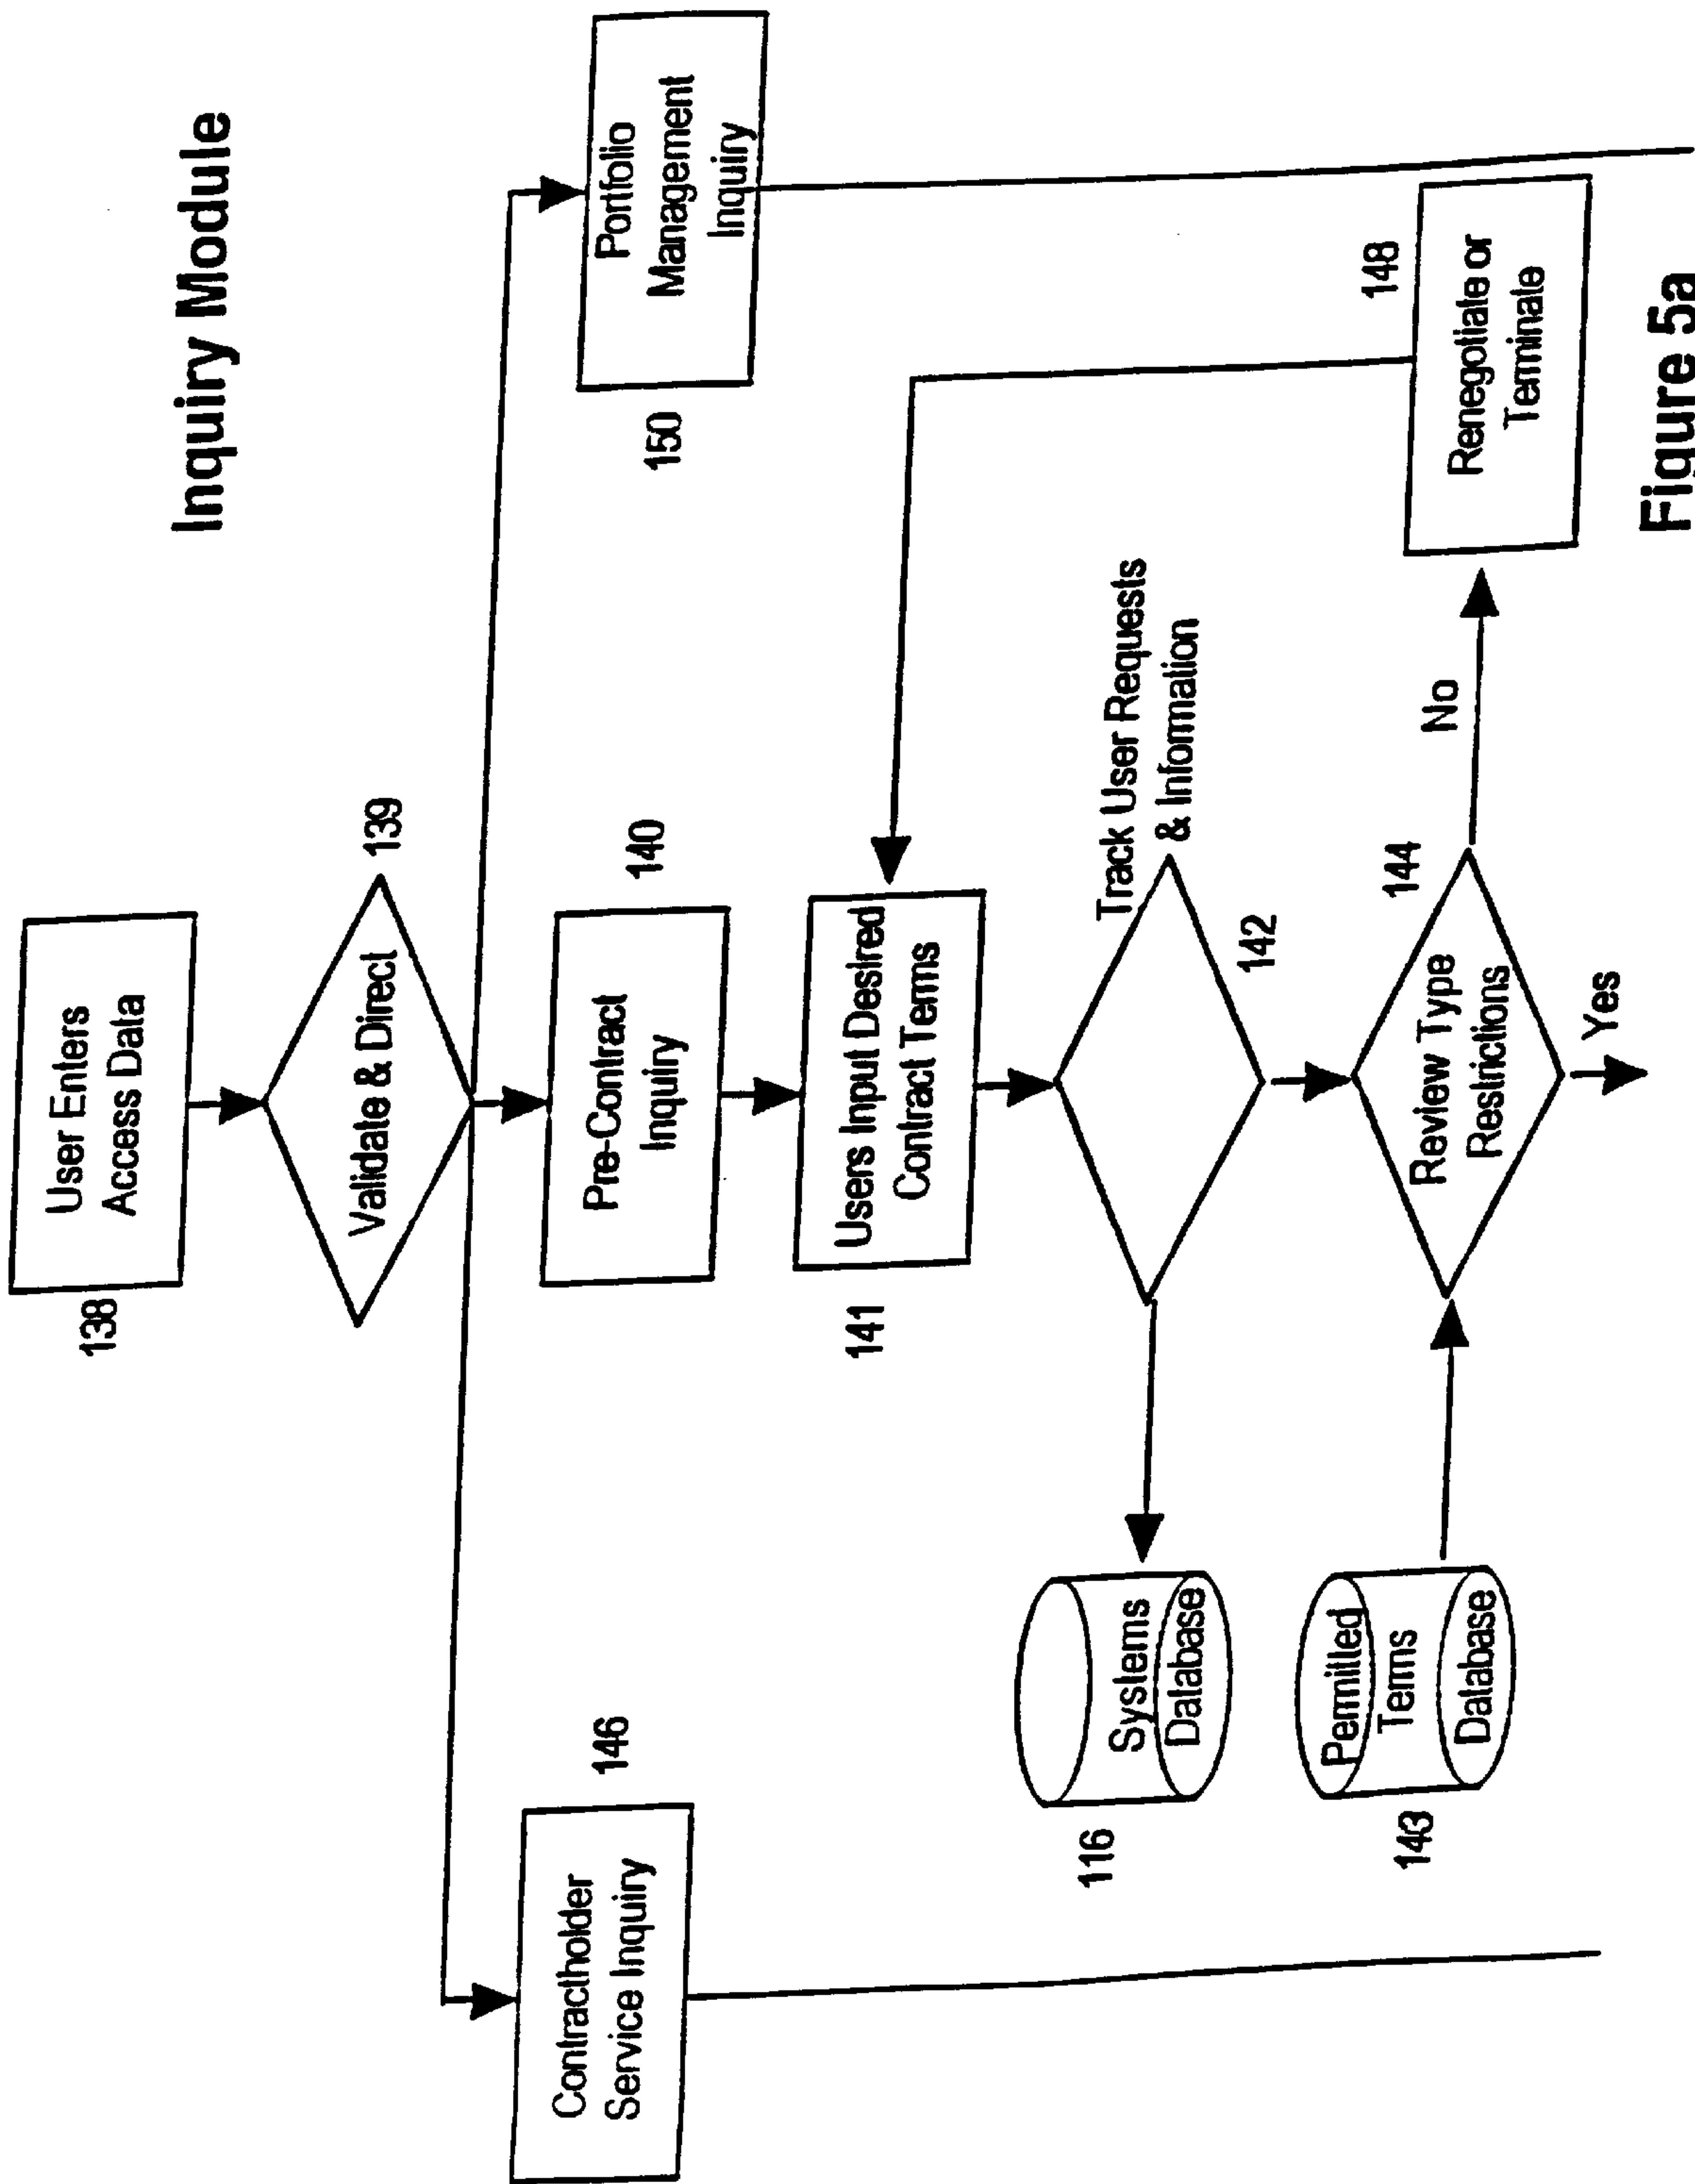 Inquiry Module
138
User Enters
Access Data
Validate & Direct
139
146
Contractholder
Service Inquiry
Pre-Contract
Inquiry
140
150
Portfolio
Management
Inquiry
141
Users Input Desired
Contract Terms
116
Systems
Database
Track User Requests
& Information
142
143
Permitted
Terms
Database
Review Type
Restrictions
144
No
Yes
148
Renegotiate or
Terminate
Figure 5a